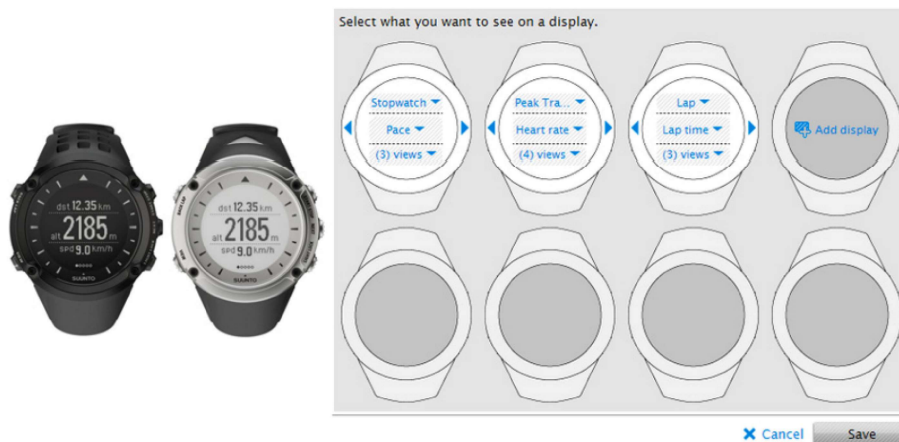 Select what you want to see on a display.
Stopwatch
Pace
(3) views
Peak Tra...
Heart rate
(4) views
Lap
Lap time
(3) views
Add display
dst 12.35 km
alt 2185 m
spd 9.0 km/h
SUUNTO
dst 12.35 km
alt 2185 m
spd 9.0 km/h
SUUNTO
Cancel
Save